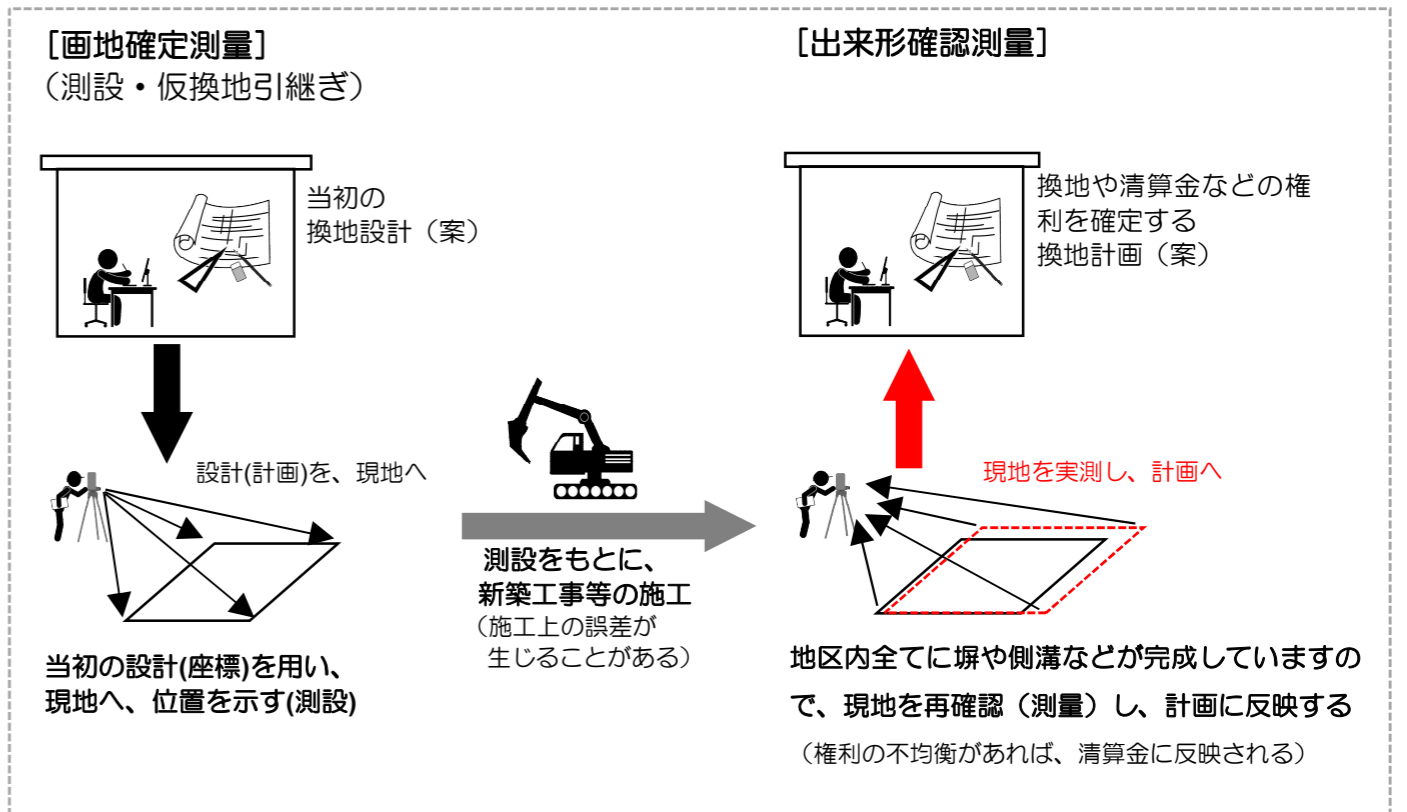 [画地確定測量]
（測設・仮換地引継ぎ）
当初の
換地設計（案）
設計(計画)を、現地へ
当初の設計(座標)を用い、
現地へ、位置を示す(測設)
測設をもとに、
新築工事等の施工
（施工上の誤差が
生じることがある）
[出来形確認測量]
換地や清算金などの権
利を確定する
換地計画（案）
現地を実測し、計画へ
地区内全てに塀や側溝などが完成していますの
で、現地を再確認（測量）し、計画に反映する
（権利の不均衡があれば、清算金に反映される）